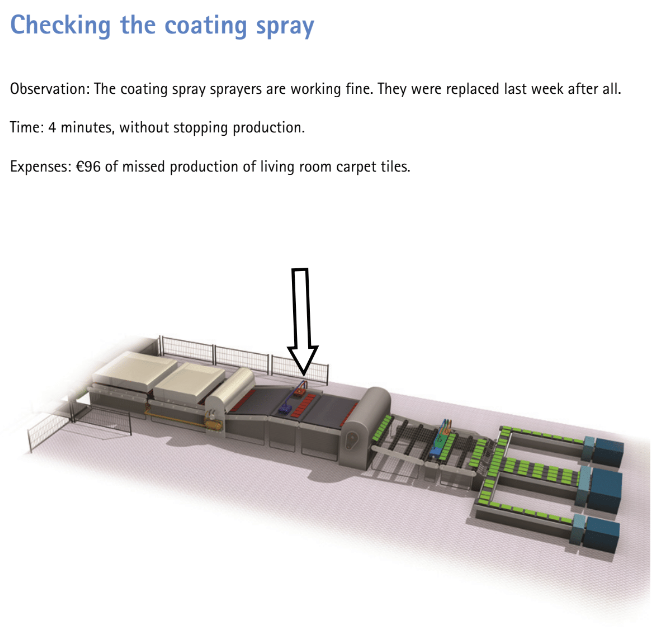 Checking the coating spray
Observation: The coating spray sprayers are working fine. They were replaced last week after all.
Time: 4 minutes, without stopping production.
Expenses: €96 of missed production of living room carpet tiles.